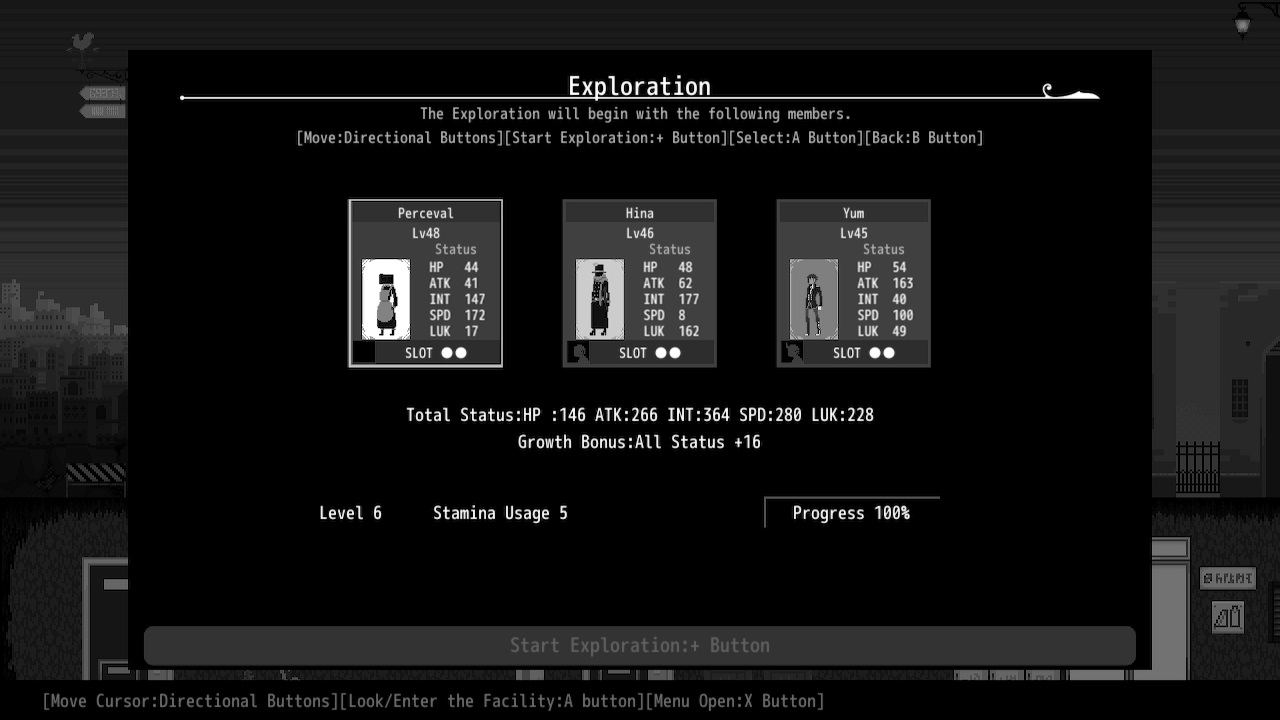 Exploration
The Exploration will begin with the following members.
[Move:Directional Buttons][Start Exploration:+ Button][Select:A Button][Back:B Button]
Perceval
Lv48
Status
HP 44
ATK 41
INT 147
SPD 172
LUK 17
SLOT
Hina
Lv46
Status
HP 48
ATK 62
INT 177
SPD 8
LUK 162
SLOT
Yum
Lv45
Status
HP 54
ATK 163
INT 40
SPD 100
LUK 49
SLOT
Total Status:HP :146 ATK:266 INT:364 SPD:280 LUK:228
Growth Bonus:All Status +16
Level 6 Stamina Usage 5 Progress 100%
Start Exploration:+ Button
[Move Cursor:Directional Buttons][Look/Enter the Facility:A button][Menu Open:X Button]